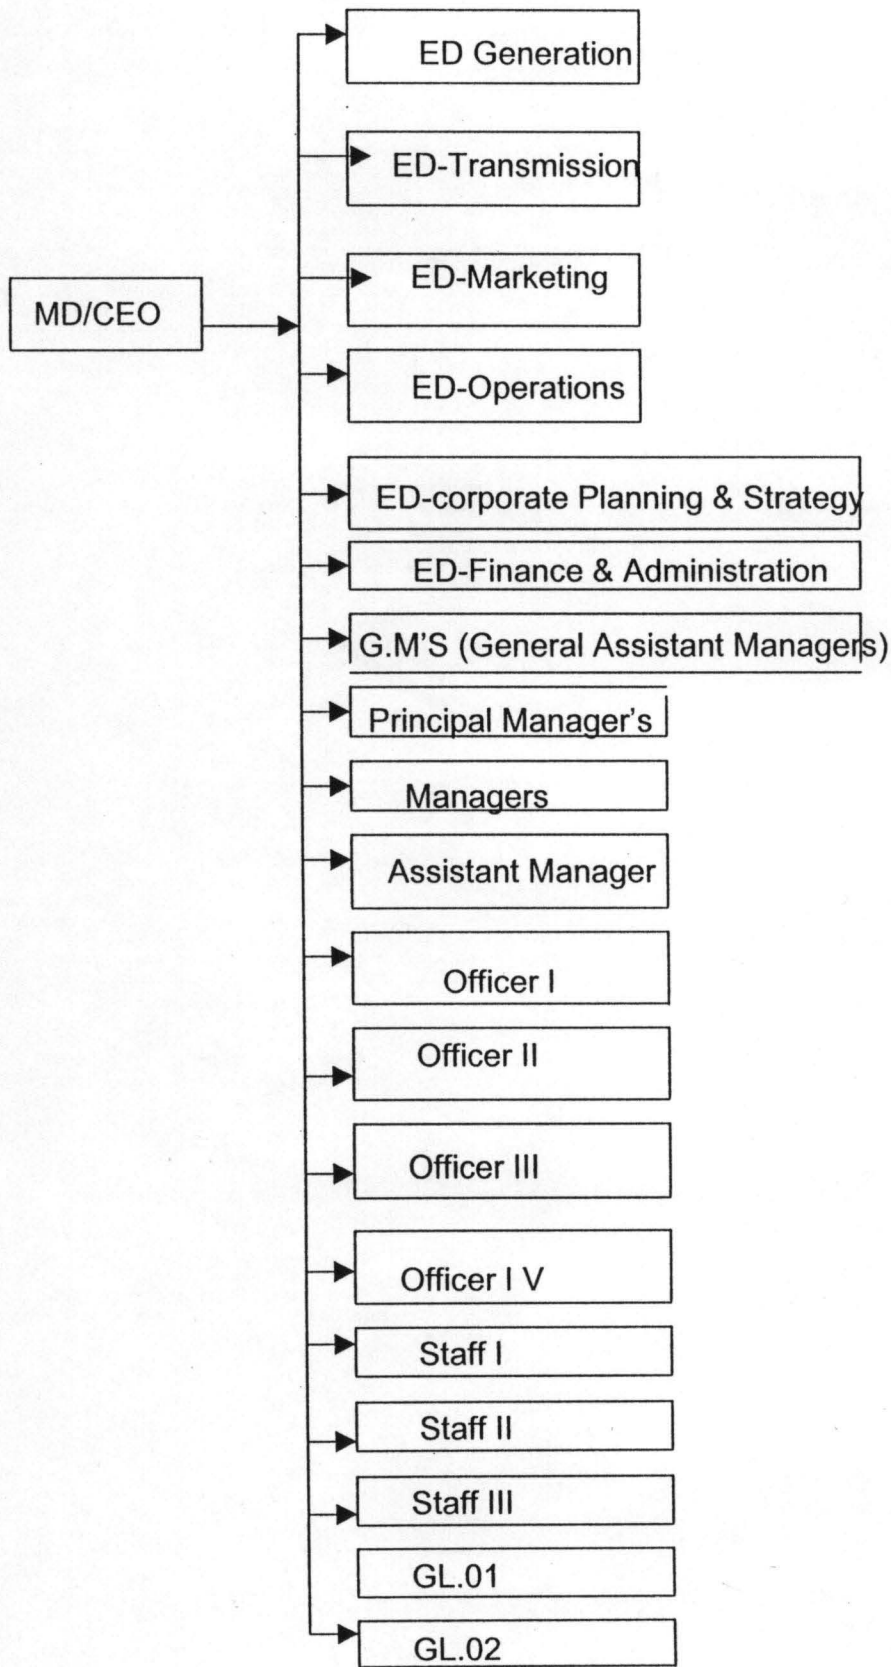 ED Generation
ED-Transmission
ED-Marketing
MD/CEO
ED-Operations
ED-corporate Planning & Strategy
ED-Finance & Administration
G.M'S (General Assistant Managers)
Principal Manager's
Managers
Assistant Manager
Officer I
Officer II
Officer III
Officer I V
Staff I
Staff II
Staff III
GL.01
GL.02